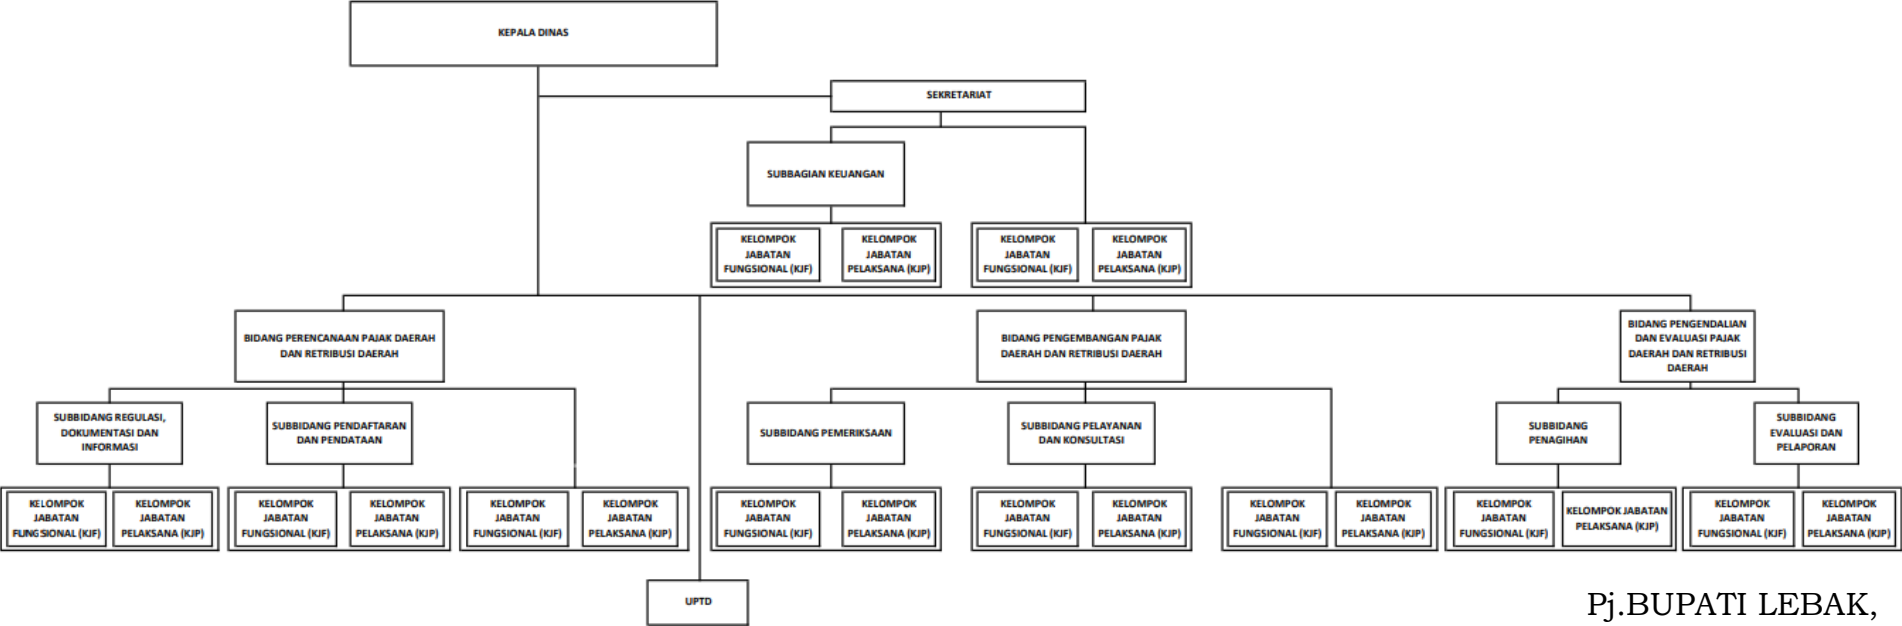 KEPALA DINAS
SEKRETARIAT
SUBBAGIAN KEUANGAN
KELOMPOK
JABATAN
FUNGSIONAL (KJF)
KELOMPOK
JABATAN
PELAKSANA (KJP)
KELOMPOK
JABATAN
FUNGSIONAL (KJF)
KELOMPOK
JABATAN
PELAKSANA (KJP)
BIDANG PERENCANAAN PAJAK DAERAH
DAN RETRIBUSI DAERAH
BIDANG PENGEMBANGAN PAJAK
DAERAH DAN RETRIBUSI DAERAH
BIDANG PENGENDALIAN
DAN EVALUASI PAJAK
DAERAH DAN RETRIBUSI
DAERAH
SUBBIDANG REGULASI,
DOKUMENTASI DAN
INFORMASI
SUBBIDANG PENDAFTARAN
DAN PENDATAAN
SUBBIDANG PEMERIKSAAN
SUBBIDANG PELAYANAN
DAN KONSULTASI
SUBBIDANG
PENAGIHAN
SUBBIDANG
EVALUASI DAN
PELAPORAN
KELOMPOK
JABATAN
FUNGSIONAL (KJF)
KELOMPOK
JABATAN
PELAKSANA (KJP)
KELOMPOK
JABATAN
FUNGSIONAL (KJF)
KELOMPOK
JABATAN
PELAKSANA (KJP)
KELOMPOK
JABATAN
FUNGSIONAL (KJF)
KELOMPOK
JABATAN
PELAKSANA (KJP)
KELOMPOK
JABATAN
FUNGSIONAL (KJF)
KELOMPOK
JABATAN
PELAKSANA (KJP)
KELOMPOK
JABATAN
FUNGSIONAL (KJF)
KELOMPOK
JABATAN
PELAKSANA (KJP)
KELOMPOK
JABATAN
FUNGSIONAL (KJF)
KELOMPOK
JABATAN
PELAKSANA (KJP)
KELOMPOK
JABATAN
FUNGSIONAL (KJF)
KELOMPOK JABATAN
PELAKSANA (KJP)
KELOMPOK
JABATAN
FUNGSIONAL (KJF)
KELOMPOK
JABATAN
PELAKSANA (KJP)
UPTD
Pj.BUPATI LEBAK,